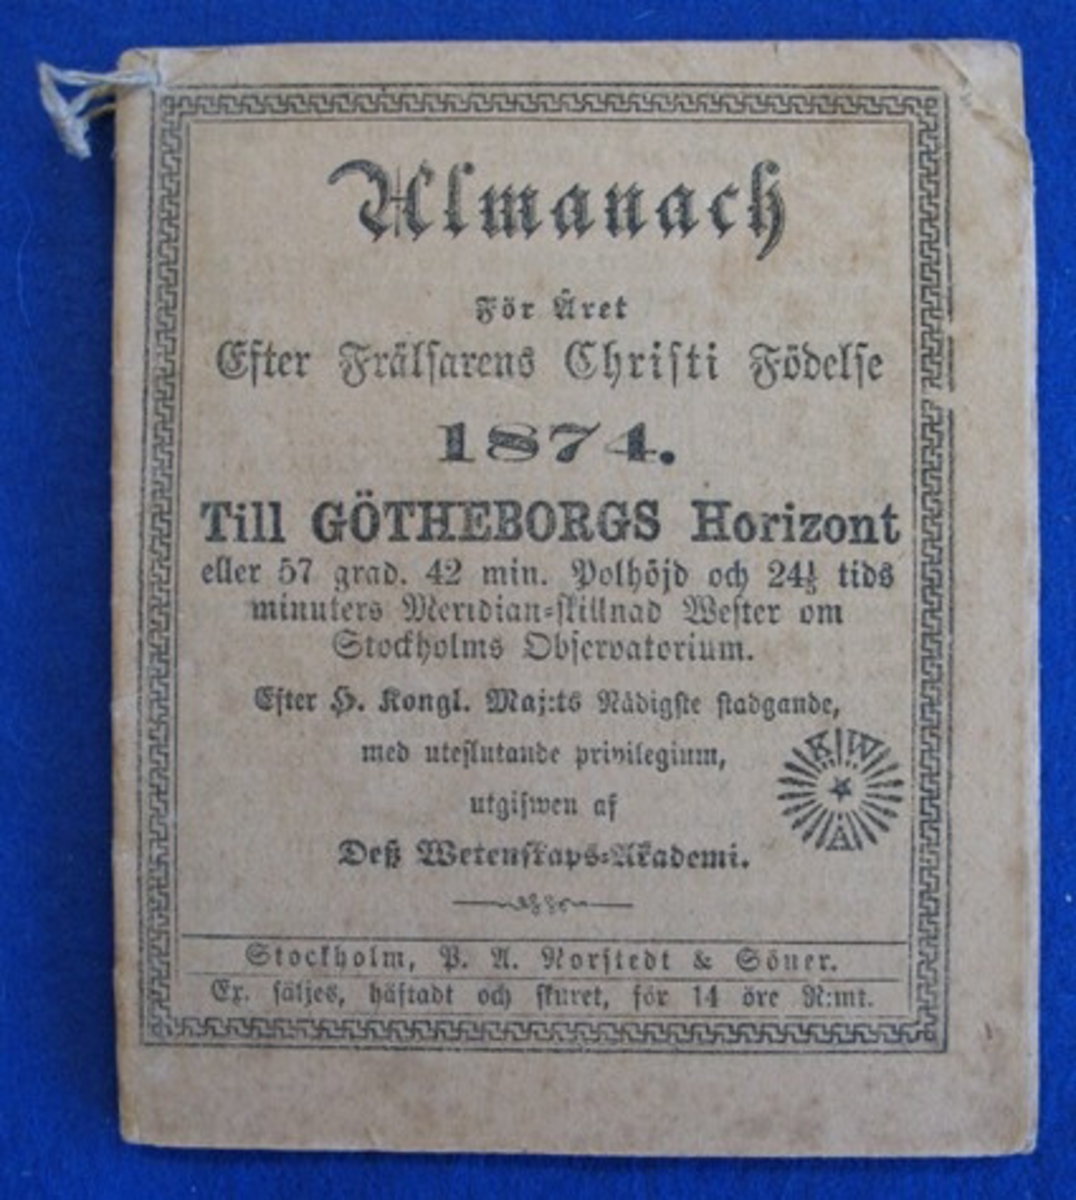 Almanach
För Året
Efter Frälsarens Christi Födelse
1874.
Till GÖTHEBORGS Horizont
eller 57 grad. 42 min. Polhöjd och 24⅓ tids
minuters Meridian-skillnad Wester om
Stockholms Observatorium.
Efter H. Kongl. Maj:ts Nådigste stadgande,
med uteslutande privilegium,
utgifwen af
K W
A
Deß Wetenskaps-Akademi.
Stockholm, P. A. Norstedt & Söner.
Ex. säljes, häftadt och skuret, för 14 öre R:mt.